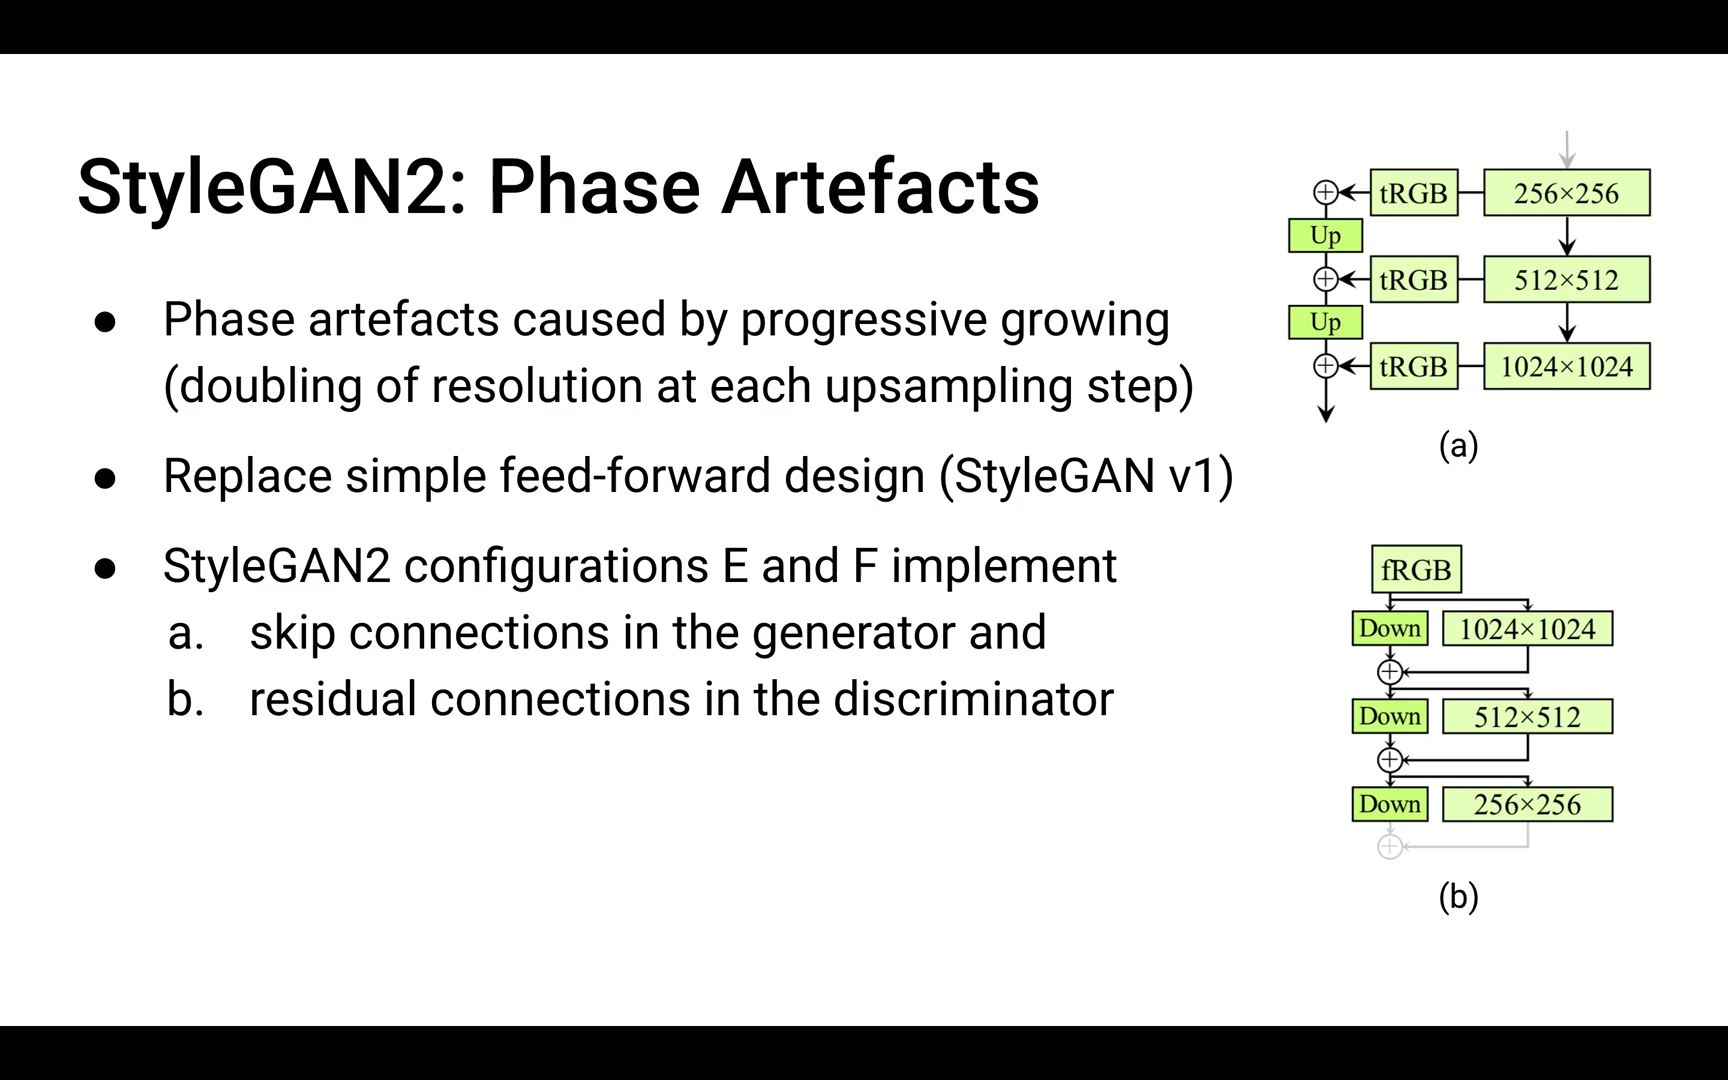 StyleGAN2: Phase Artefacts
● Phase artefacts caused by progressive growing
(doubling of resolution at each upsampling step)
● Replace simple feed-forward design (StyleGAN v1)
● StyleGAN2 configurations E and F implement
a. skip connections in the generator and
b. residual connections in the discriminator
tRGB 256×256
Up
tRGB 512×512
Up
tRGB 1024×1024
(a)
fRGB
Down 1024×1024
Down 512×512
Down 256×256
(b)